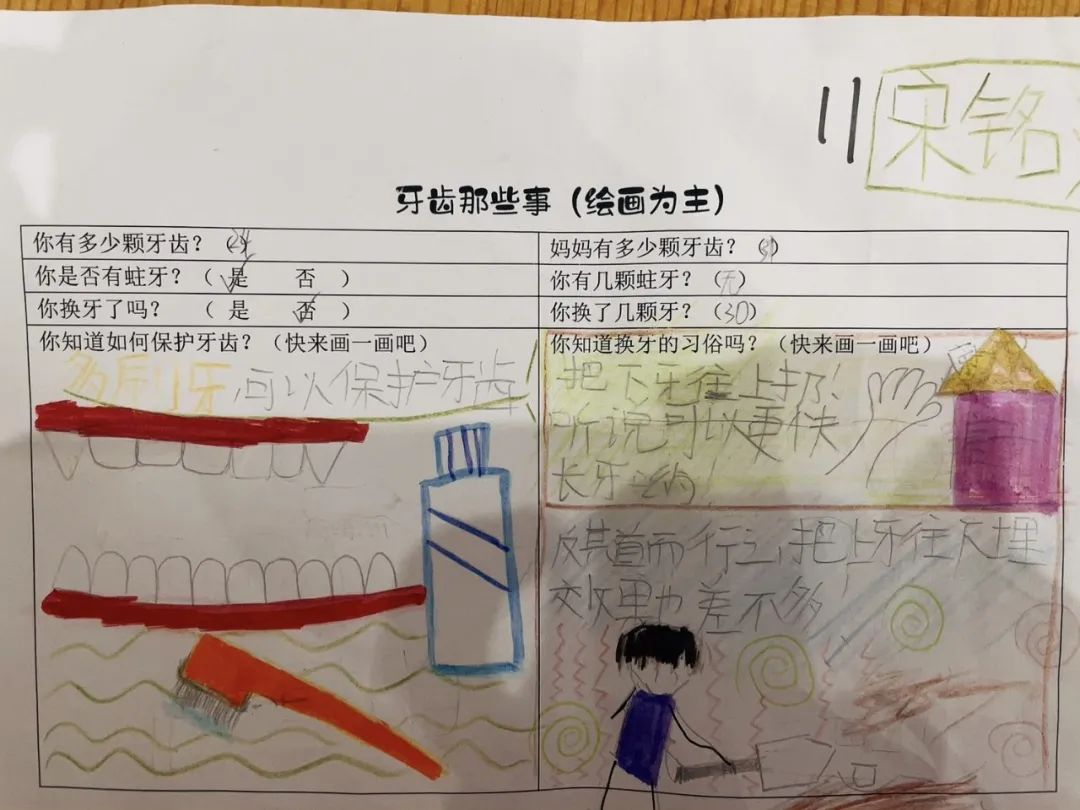 11
宋铭
牙齿那些事（绘画为主）
你有多少颗牙齿？（24）
妈妈有多少颗牙齿？（）
你是否有蛀牙？（ 是 否 ）
你有几颗蛀牙？（无）
你换牙了吗？ （ 是 否 ）
你换了几颗牙？（30）
你知道如何保护牙齿？（快来画一画吧）
多刷牙,可以保护牙齿
你知道换牙的习俗吗？（快来画一画吧）
把下牙往上扔！
听说可以更快
长牙
反其道而行之,把上牙往下埋
效果也差不多